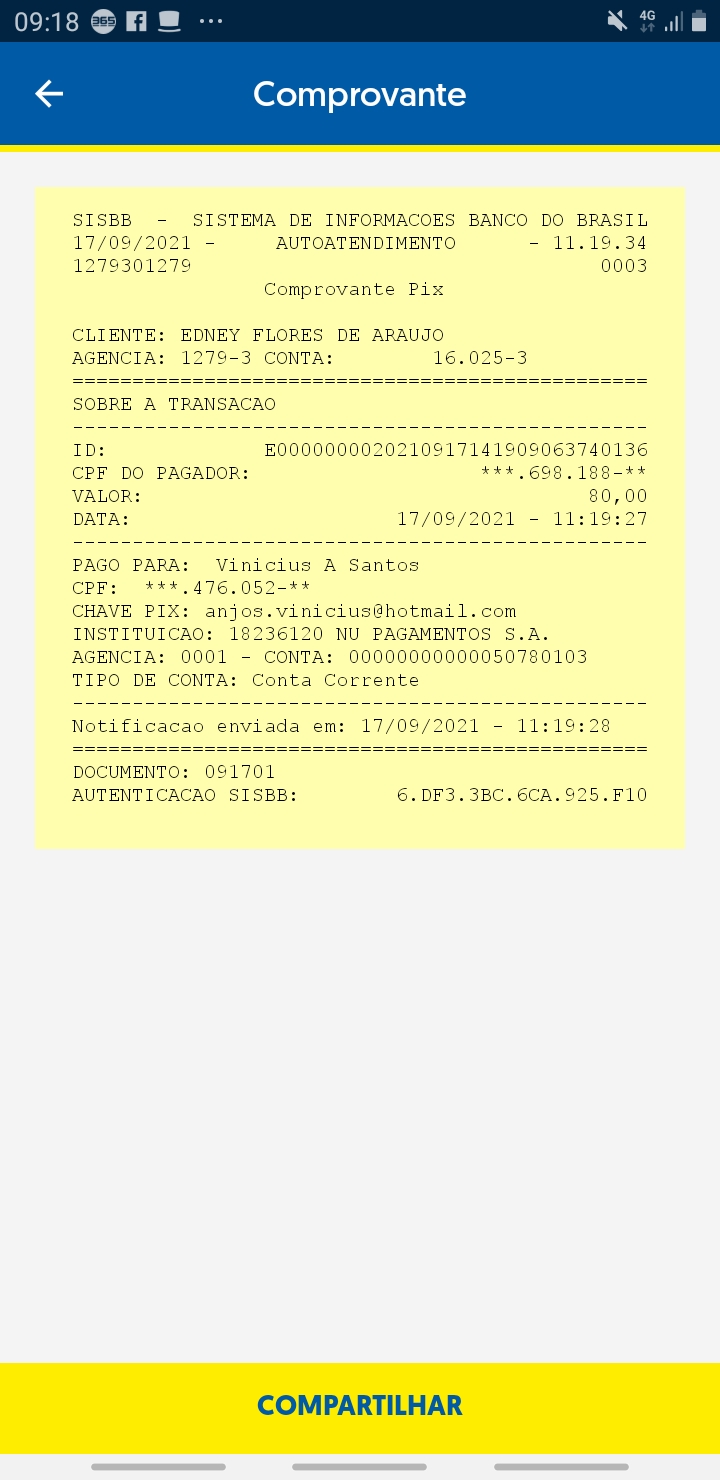 09:18 365 4G
Comprovante
SISBB - SISTEMA DE INFORMACOES BANCO DO BRASIL
17/09/2021 - AUTOATENDIMENTO - 11.19.34
1279301279 0003
Comprovante Pix
CLIENTE: EDNEY FLORES DE ARAUJO
AGENCIA: 1279-3 CONTA: 16.025-3
================================================
SOBRE A TRANSACAO
------------------------------------------------
ID: E0000000020210917141909063740136
CPF DO PAGADOR: ***.698.188-**
VALOR: 80,00
DATA: 17/09/2021 - 11:19:27
------------------------------------------------
PAGO PARA: Vinicius A Santos
CPF: ***.476.052-**
CHAVE PIX: anjos.vinicius@hotmail.com
INSTITUICAO: 18236120 NU PAGAMENTOS S.A.
AGENCIA: 0001 - CONTA: 00000000000050780103
TIPO DE CONTA: Conta Corrente
------------------------------------------------
Notificacao enviada em: 17/09/2021 - 11:19:28
================================================
DOCUMENTO: 091701
AUTENTICACAO SISBB: 6.DF3.3BC.6CA.925.F10
COMPARTILHAR